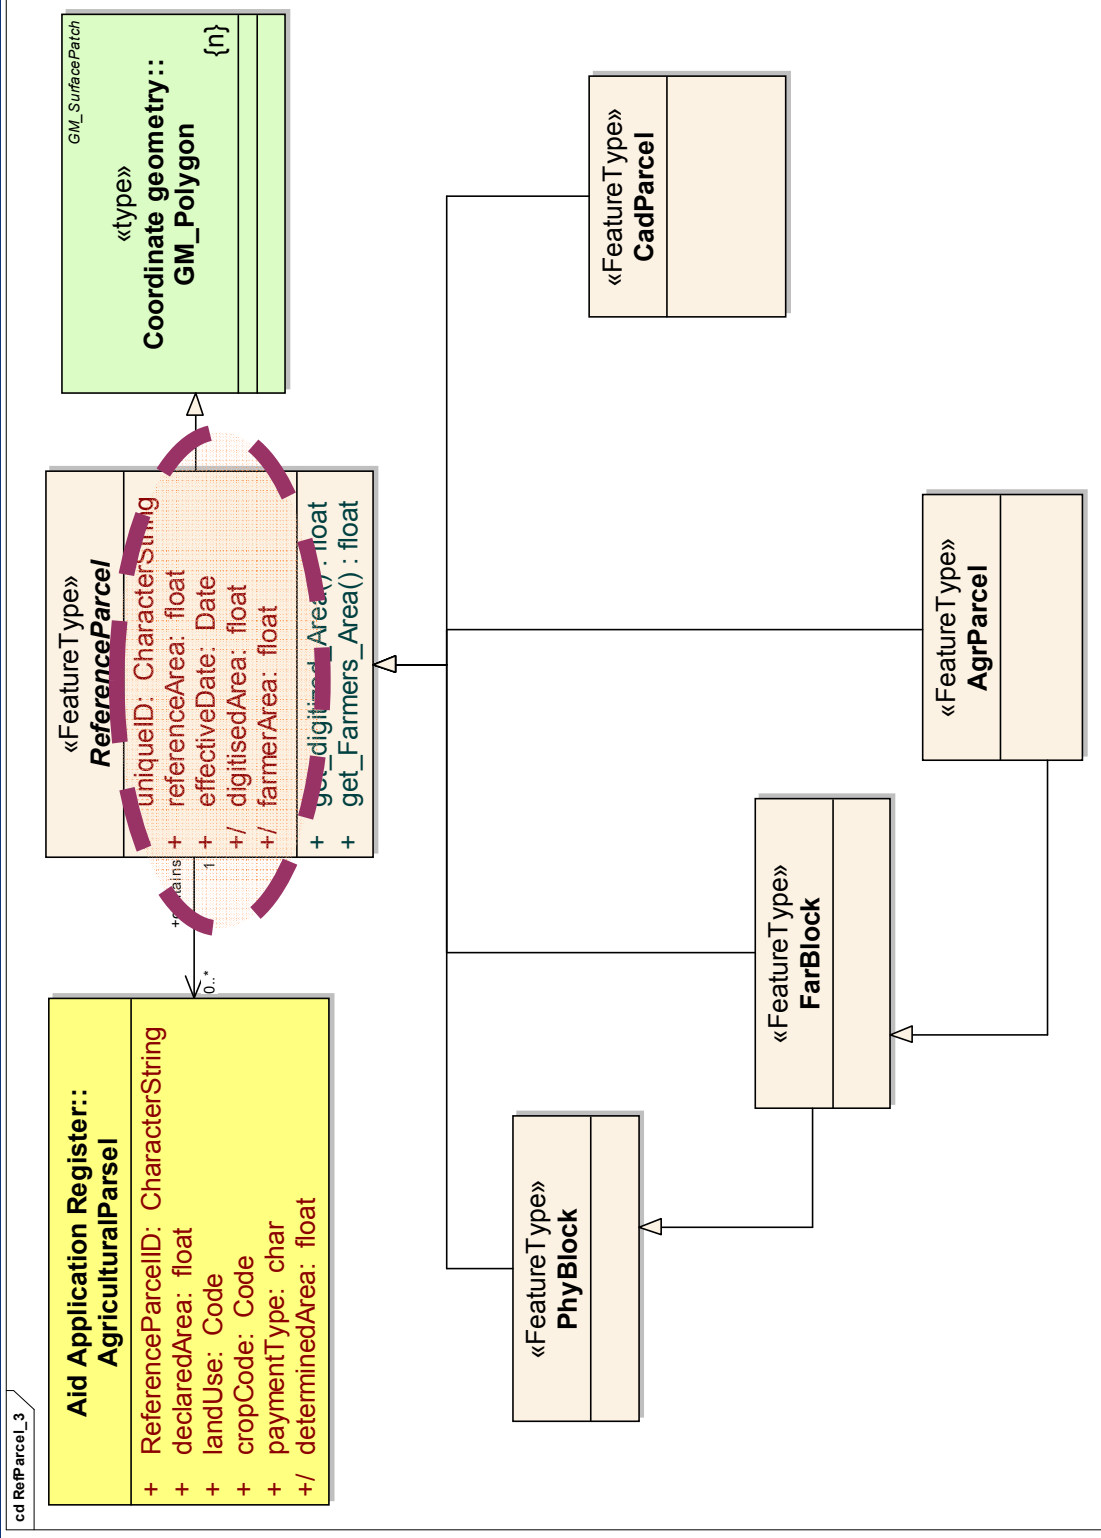 cd RefParcel_3
Aid Application Register::
AgriculturalParsel
+ ReferenceParcelID: CharacterString
+ declaredArea: float
+ landUse: Code
+ cropCode: Code
+ paymentType: char
+/ determinedArea: float
0..*
1
«FeatureType»
ReferenceParcel
uniqueID: CharacterString
+ referenceArea: float
+ effectiveDate: Date
+/ digitisedArea: float
+/ farmerArea: float
+ get_digitized_Area() : float
+ get_Farmers_Area() : float
GM_SurfacePatch
«type»
Coordinate geometry::
GM_Polygon
{n}
«FeatureType»
PhyBlock
«FeatureType»
FarBlock
«FeatureType»
AgrParcel
«FeatureType»
CadParcel